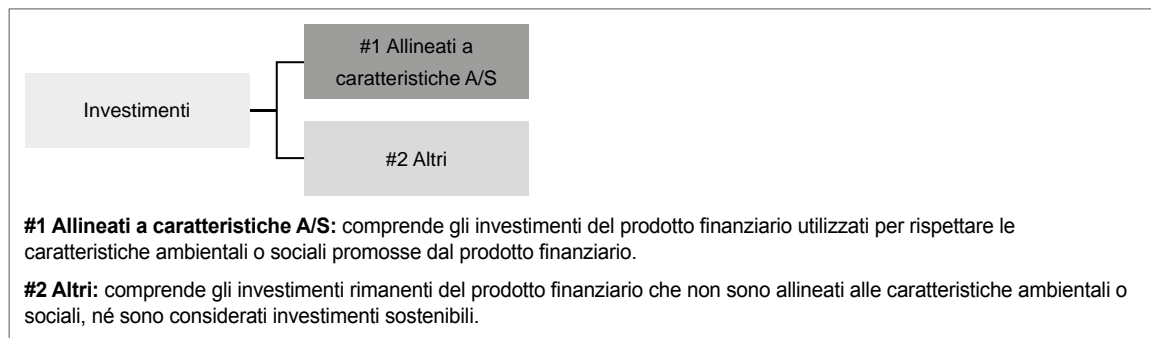 #1 Allineati a
caratteristiche A/S
Investimenti
#2 Altri
#1 Allineati a caratteristiche A/S: comprende gli investimenti del prodotto finanziario utilizzati per rispettare le
caratteristiche ambientali o sociali promosse dal prodotto finanziario.
#2 Altri: comprende gli investimenti rimanenti del prodotto finanziario che non sono allineati alle caratteristiche ambientali o
sociali, né sono considerati investimenti sostenibili.